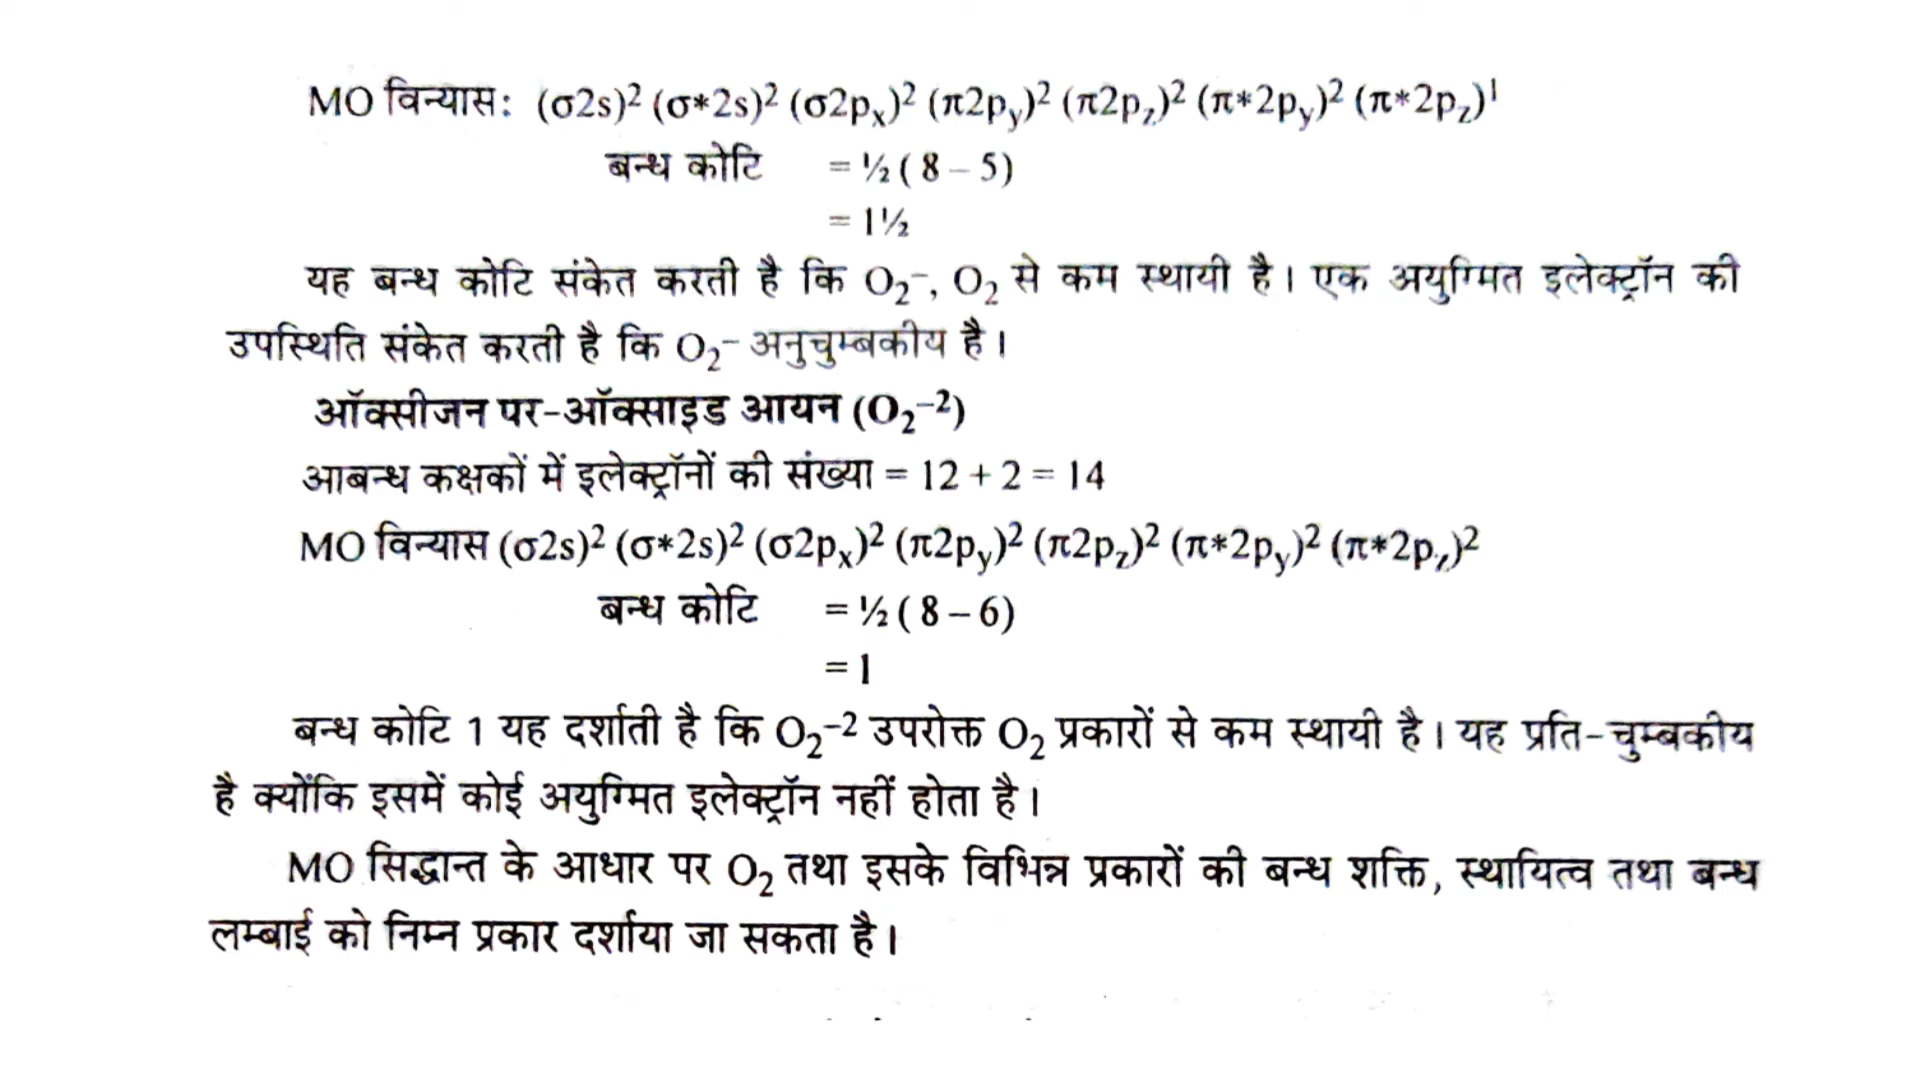 MO विन्यास: (σ2s)² (σ*2s)² (σ2pₓ)² (π2p_y)² (π2p_z)² (π*2p_y)² (π*2p_z)¹
बन्ध कोटि = ½ ( 8 – 5)
= 1½
यह बन्ध कोटि संकेत करती है कि O₂⁻, O₂ से कम स्थायी है। एक अयुग्मित इलेक्ट्रॉन की
उपस्थिति संकेत करती है कि O₂⁻ अनुचुम्बकीय है।
ऑक्सीजन पर-ऑक्साइड आयन (O₂⁻²)
आबन्ध कक्षकों में इलेक्ट्रॉनों की संख्या = 12 + 2 = 14
MO विन्यास (σ2s)² (σ*2s)² (σ2pₓ)² (π2p_y)² (π2p_z)² (π*2p_y)² (π*2p_z)²
बन्ध कोटि = ½ ( 8 – 6)
= 1
बन्ध कोटि 1 यह दर्शाती है कि O₂⁻² उपरोक्त O₂ प्रकारों से कम स्थायी है। यह प्रति-चुम्बकीय
है क्योंकि इसमें कोई अयुग्मित इलेक्ट्रॉन नहीं होता है।
MO सिद्धान्त के आधार पर O₂ तथा इसके विभिन्न प्रकारों की बन्ध शक्ति, स्थायित्व तथा बन्ध
लम्बाई को निम्न प्रकार दर्शाया जा सकता है।